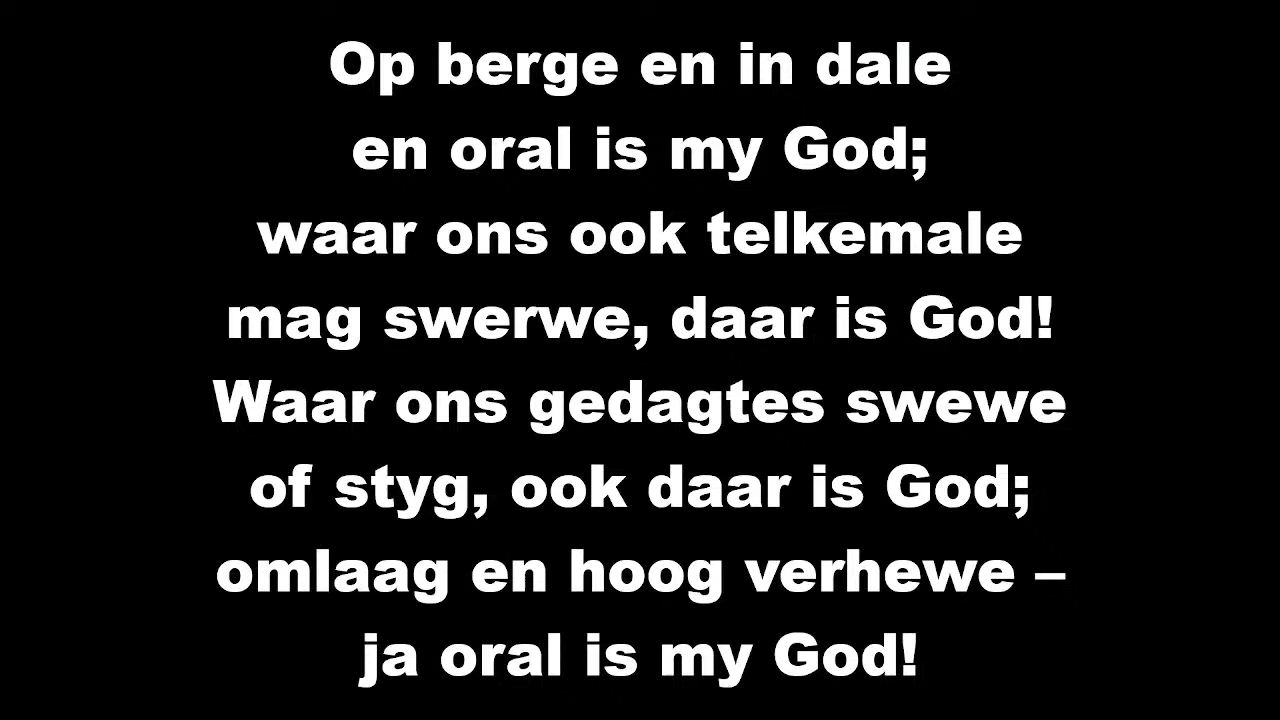 Op berge en in dale
en oral is my God;
waar ons ook telkemale
mag swerwe, daar is God!
Waar ons gedagtes swewe
of styg, ook daar is God;
omlaag en hoog verhewe –
ja oral is my God!